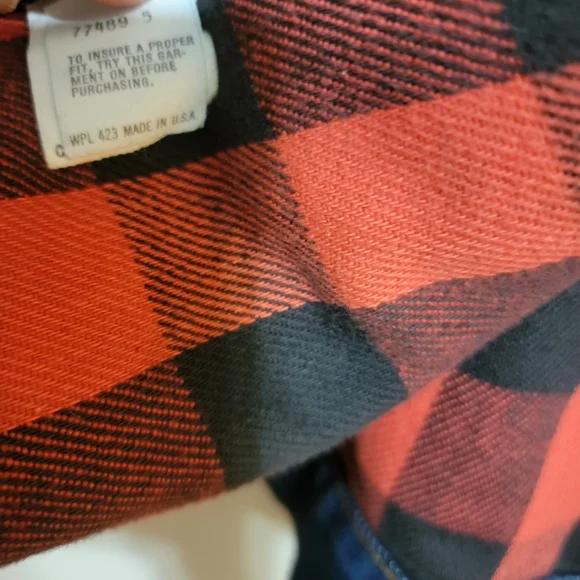 77489 5
TO INSURE A PROPER
FIT, TRY THIS GAR-
MENT ON BEFORE
PURCHASING.
WPL 423 MADE IN U.S.A.
C